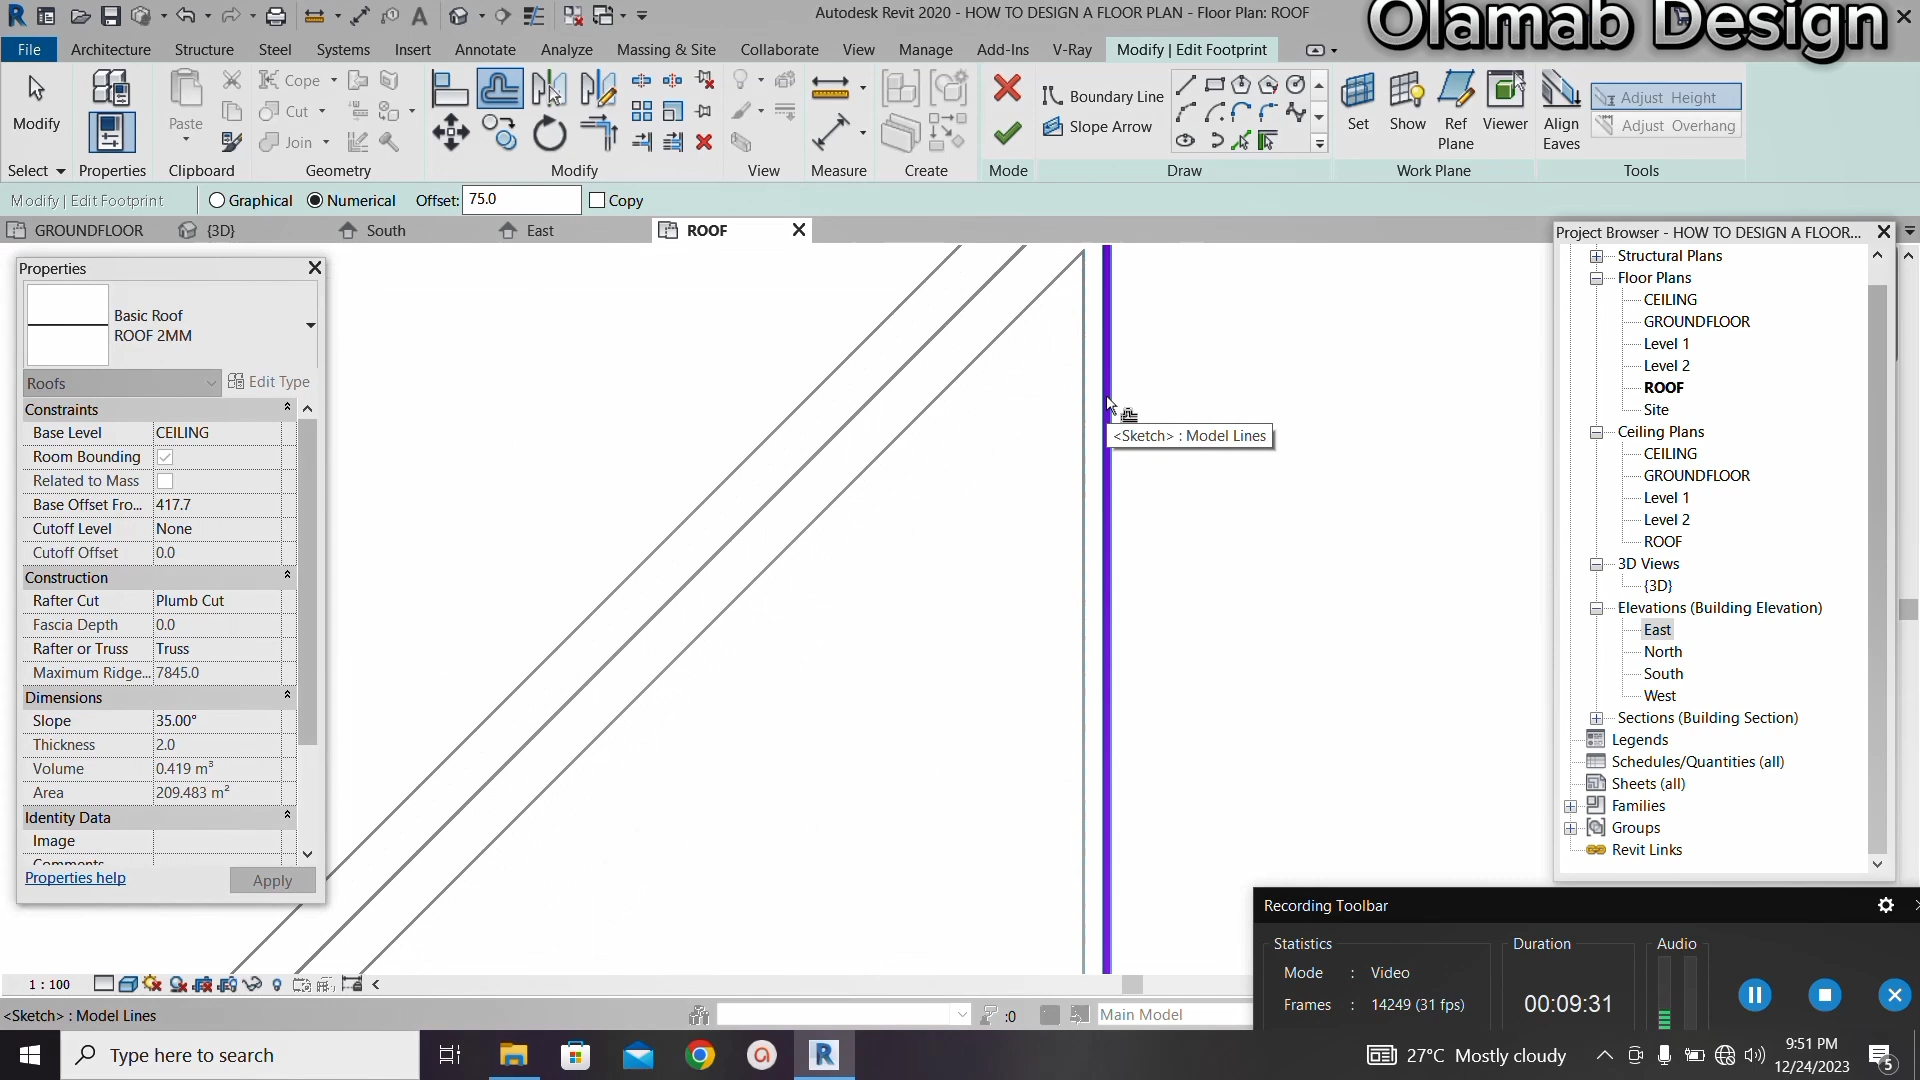 Autodesk Revit 2020 - HOW TO DESIGN A FLOOR PLAN - Floor Plan: ROOF
Olamab Design
File Architecture Structure Steel Systems Insert Annotate Analyze Massing & Site Collaborate View Manage Add-Ins V-Ray Modify | Edit Footprint
Modify
Paste
Cope
Cut
Join
Boundary Line
Slope Arrow
Set
Show
Ref
Plane
Viewer
Align
Eaves
Adjust Height
Adjust Overhang
Select Properties Clipboard Geometry Modify View Measure Create Mode Draw Work Plane Tools
Modify | Edit Footprint Graphical Numerical Offset: 75.0 Copy
GROUNDFLOOR {3D} South East ROOF
Properties
Basic Roof
ROOF 2MM
Roofs Edit Type
Constraints
Base Level CEILING
Room Bounding
Related to Mass
Base Offset Fro... 417.7
Cutoff Level None
Cutoff Offset 0.0
Construction
Rafter Cut Plumb Cut
Fascia Depth 0.0
Rafter or Truss Truss
Maximum Ridge... 7845.0
Dimensions
Slope 35.00°
Thickness 2.0
Volume 0.419 m³
Area 209.483 m²
Identity Data
Image
Comments
Properties help Apply
<Sketch> : Model Lines
Project Browser - HOW TO DESIGN A FLOOR...
Structural Plans
Floor Plans
CEILING
GROUNDFLOOR
Level 1
Level 2
ROOF
Site
Ceiling Plans
CEILING
GROUNDFLOOR
Level 1
Level 2
ROOF
3D Views
{3D}
Elevations (Building Elevation)
East
North
South
West
Sections (Building Section)
Legends
Schedules/Quantities (all)
Sheets (all)
Families
Groups
Revit Links
Recording Toolbar
Statistics Duration Audio
Mode : Video
Frames : 14249 (31 fps)
00:09:31
1 : 100
<Sketch> : Model Lines
:0
Main Model
Type here to search
27°C Mostly cloudy
9:51 PM
12/24/2023
5